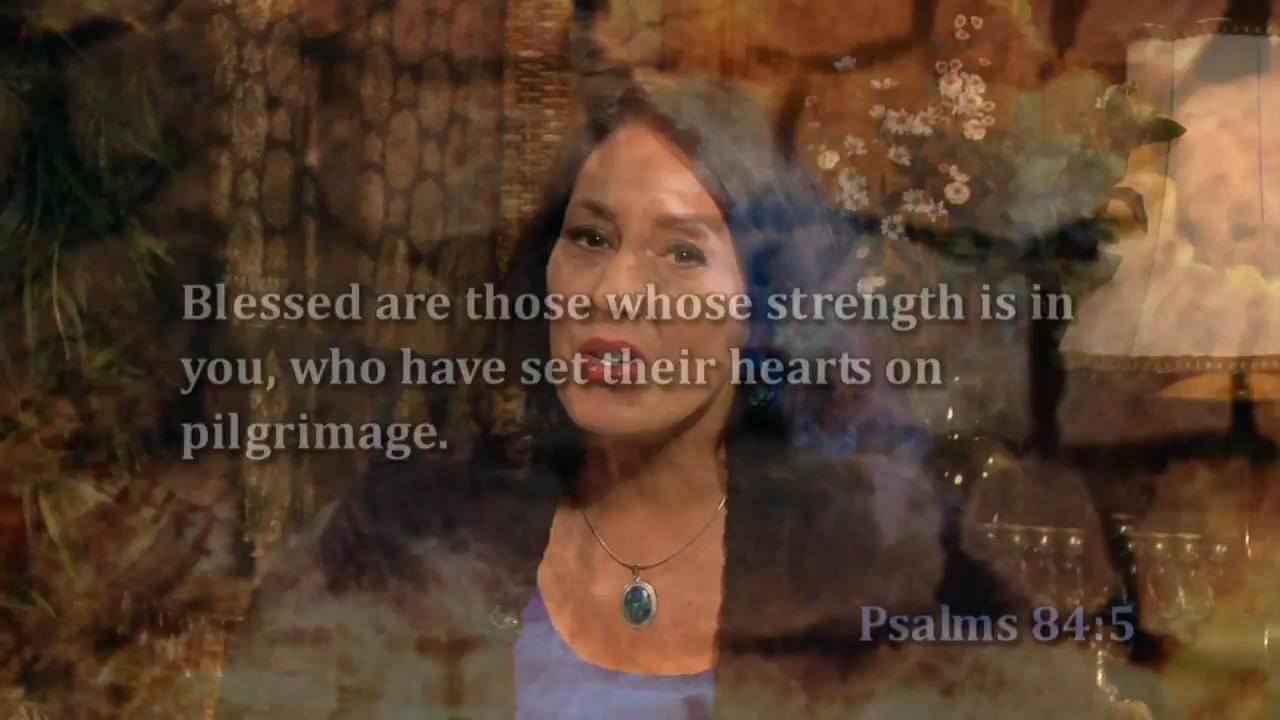 Blessed are those whose strength is in
you, who have set their hearts on
pilgrimage.
Psalms 84:5